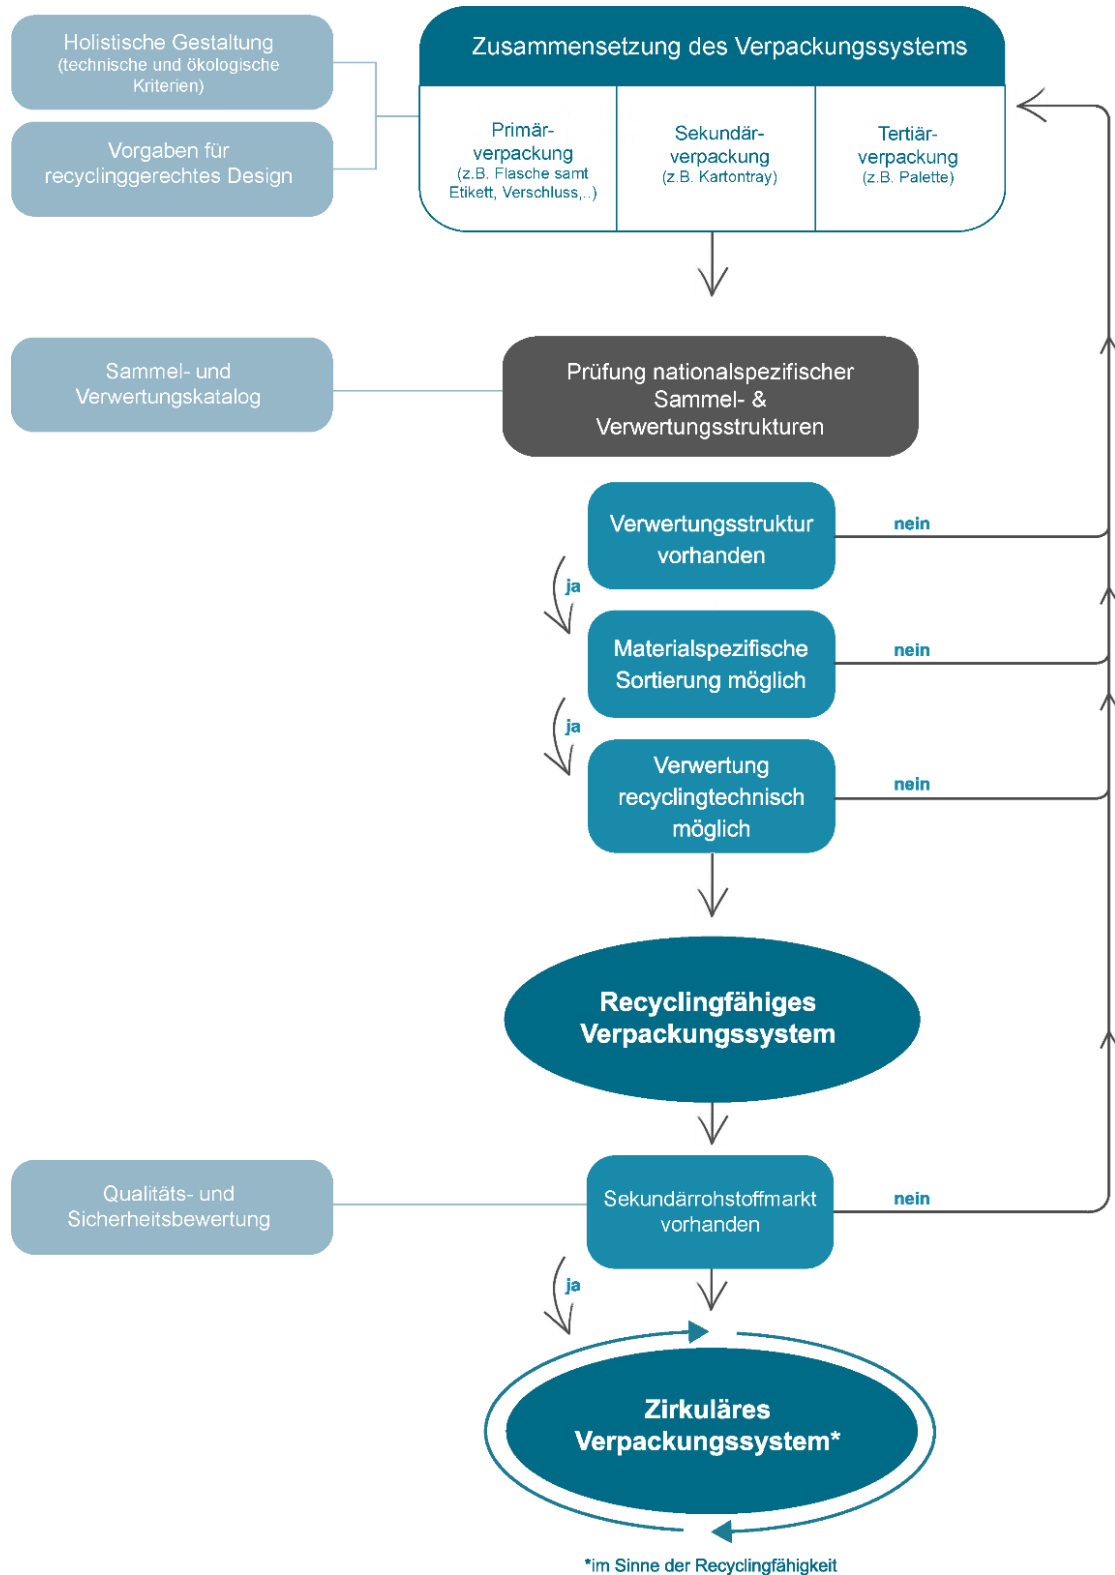 Holistische Gestaltung
(technische und ökologische
Kriterien)
Vorgaben für
recyclinggerechtes Design
Zusammensetzung des Verpackungssystems
Primär-
verpackung
(z.B. Flasche samt
Etikett, Verschluss,..)
Sekundär-
verpackung
(z.B. Kartontray)
Tertiär-
verpackung
(z.B. Palette)
Sammel- und
Verwertungskatalog
Prüfung nationalspezifischer
Sammel- &
Verwertungsstrukturen
Verwertungsstruktur
vorhanden
nein
ja
Materialspezifische
Sortierung möglich
nein
ja
Verwertung
recyclingtechnisch
möglich
nein
Recyclingfähiges
Verpackungssystem
Qualitäts- und
Sicherheitsbewertung
Sekundärrohstoffmarkt
vorhanden
nein
ja
Zirkuläres
Verpackungssystem*
*im Sinne der Recyclingfähigkeit